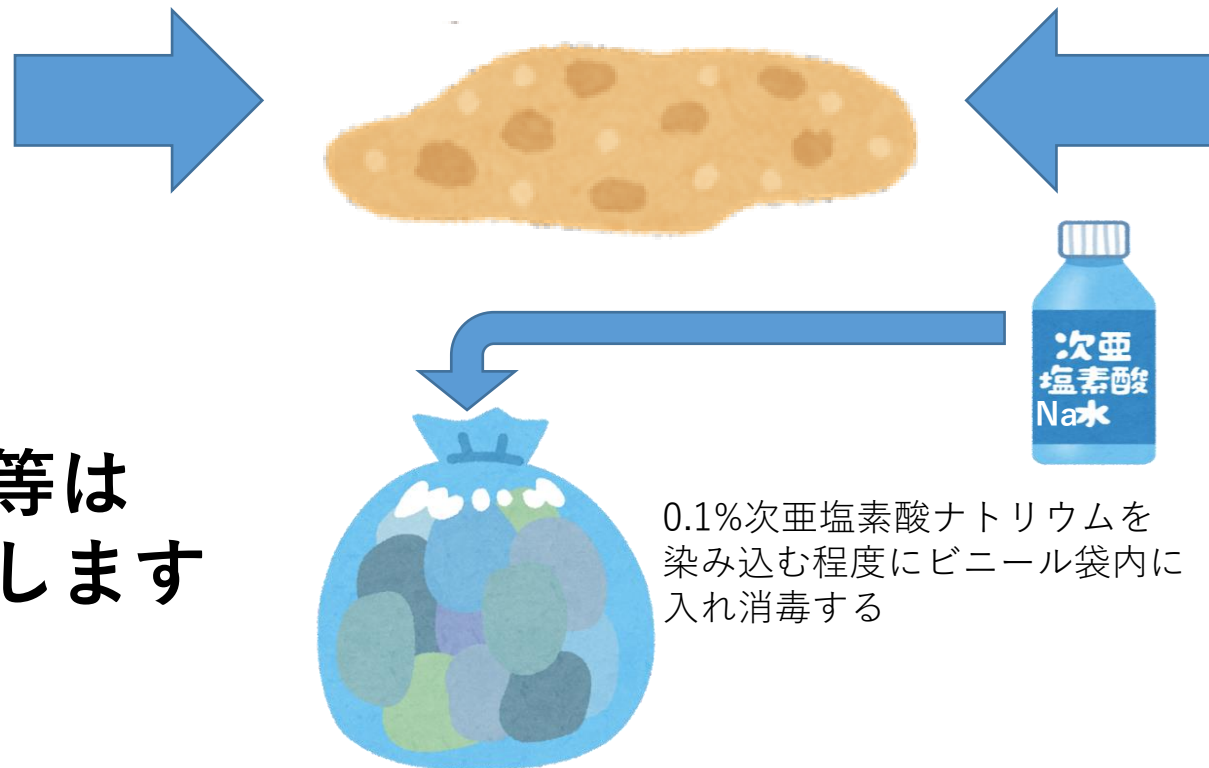 次亜
塩素酸
Na水
等は
します
0.1%次亜塩素酸ナトリウムを
染み込む程度にビニール袋内に
入れ消毒する